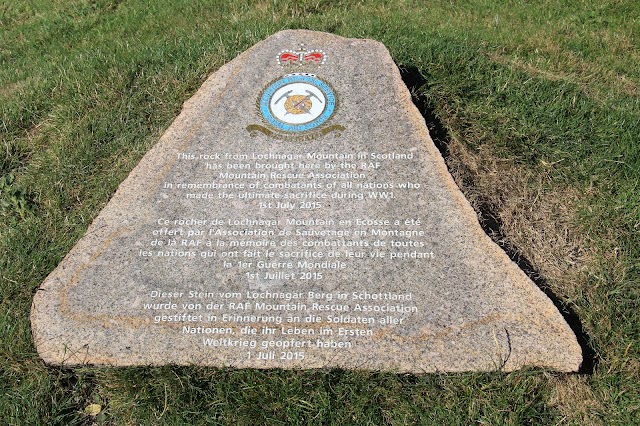 This rock from Lochnagar Mountain in Scotland
has been brought here by the RAF
Mountain Rescue Association
in remembrance of combatants of all nations who
made the ultimate sacrifice during WW1
1st July 2015
Ce rocher de Lochnagar Mountain en Ecosse a été
offert par l'Association de Sauvetage en Montagne
de la RAF à la mémoire des combattants de toutes
les nations qui ont fait le sacrifice de leur vie pendant
la 1er Guerre Mondiale
1st Juillet 2015
Dieser Stein vom Lochnagar Berg in Schottland
wurde von der RAF Mountain Rescue Association
gestiftet in Erinnerung an die Soldaten aller
Nationen, die ihr Leben im Ersten
Weltkrieg geopfert haben
1 Juli 2015